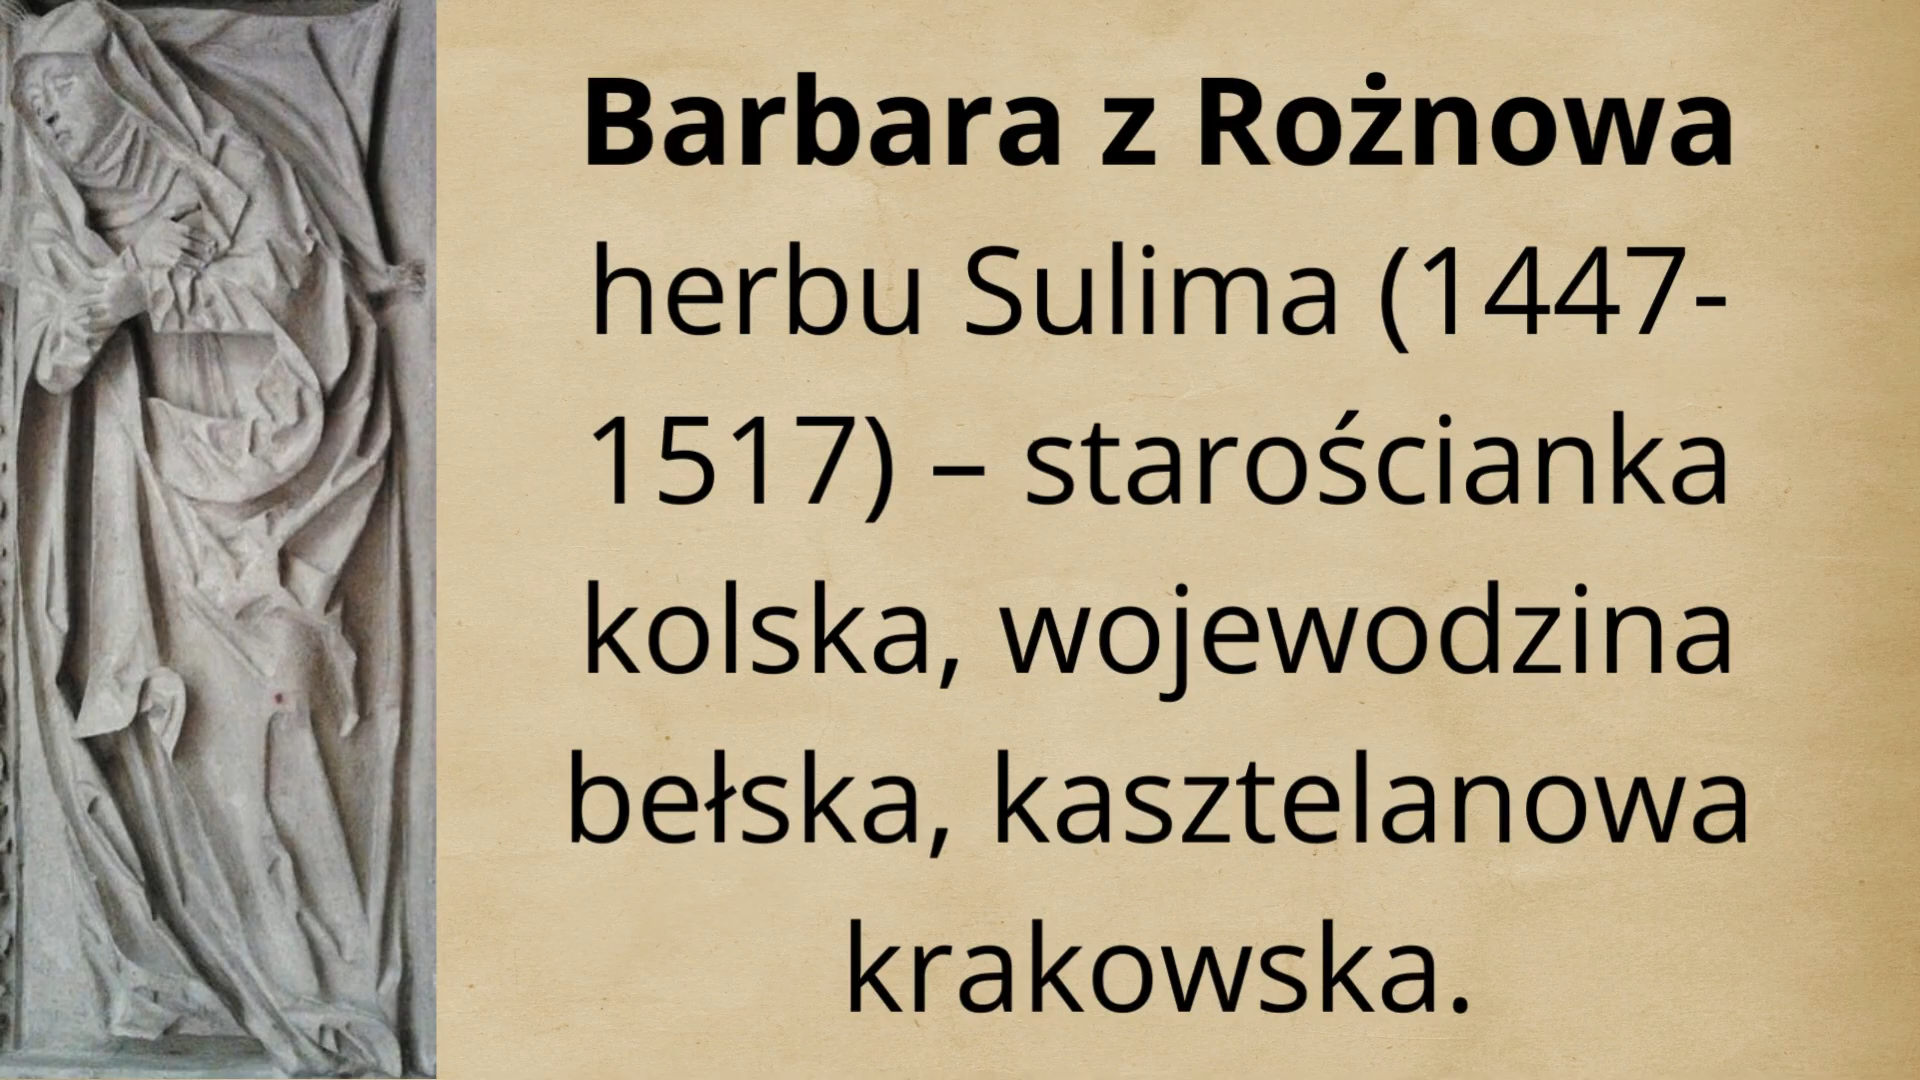 Barbara z Rożnowa
herbu Sulima (1447-
1517) – starościanka
kolska, wojewodzina
bełska, kasztelanowa
krakowska.